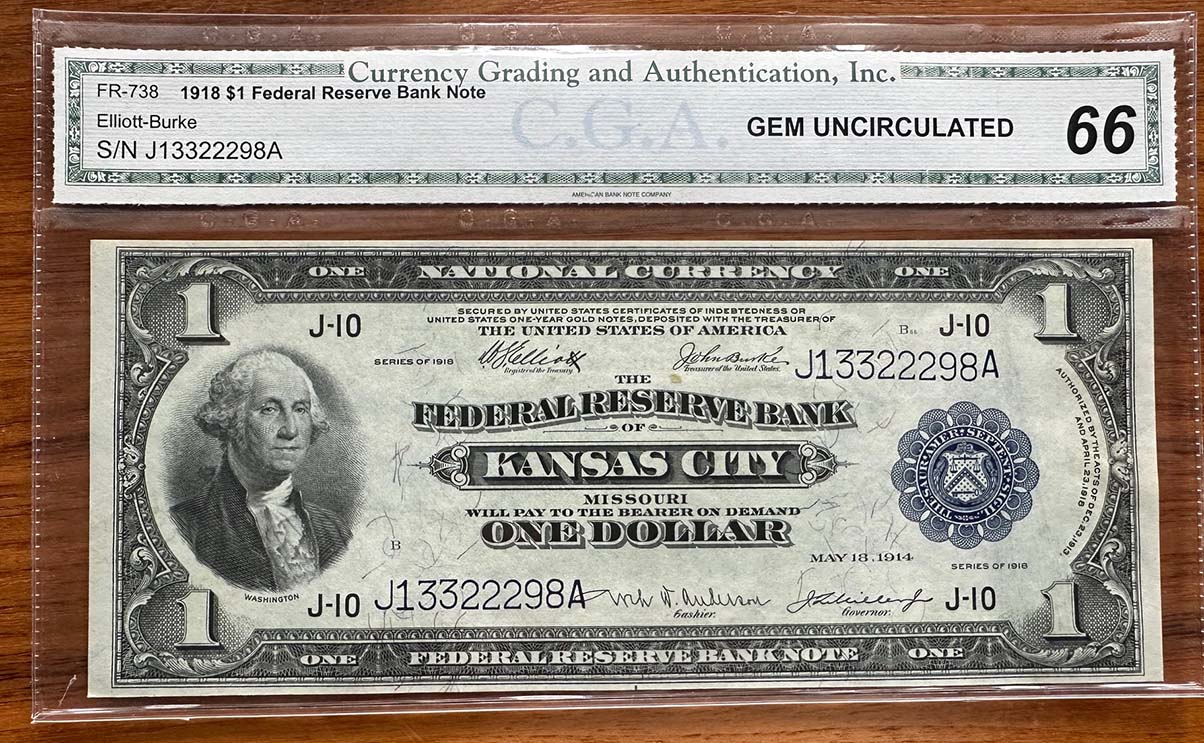 Currency Grading and Authentication, Inc.
FR-738 1918 $1 Federal Reserve Bank Note
Elliott-Burke
S/N J13322298A
C.G.A.
GEM UNCIRCULATED
66
AMERICAN BANK NOTE COMPANY
C.G.A. C.G.A. C.G.A.
ONE NATIONAL CURRENCY ONE
1 1
SECURED BY UNITED STATES CERTIFICATES OF INDEBTEDNESS OR
UNITED STATES ONE-YEAR GOLD NOTES, DEPOSITED WITH THE TREASURER OF
THE UNITED STATES OF AMERICA
J-10 J-10
SERIES OF 1918
Register of the Treasury
John Burke
Treasurer of the United States.
J13322298A
THE
FEDERAL RESERVE BANK
OF
KANSAS CITY
MISSOURI
WILL PAY TO THE BEARER ON DEMAND
ONE DOLLAR
B
MAY 18, 1914
SERIES OF 1918
AUTHORIZED BY THE ACTS OF DEC. 23, 1913
AND APRIL 23, 1918
THESAUR. AMER. SEPTENT. SIGIL.
WASHINGTON
J-10 J13322298A
Cashier.
Governor.
J-10
1 1
ONE FEDERAL RESERVE BANK NOTE ONE